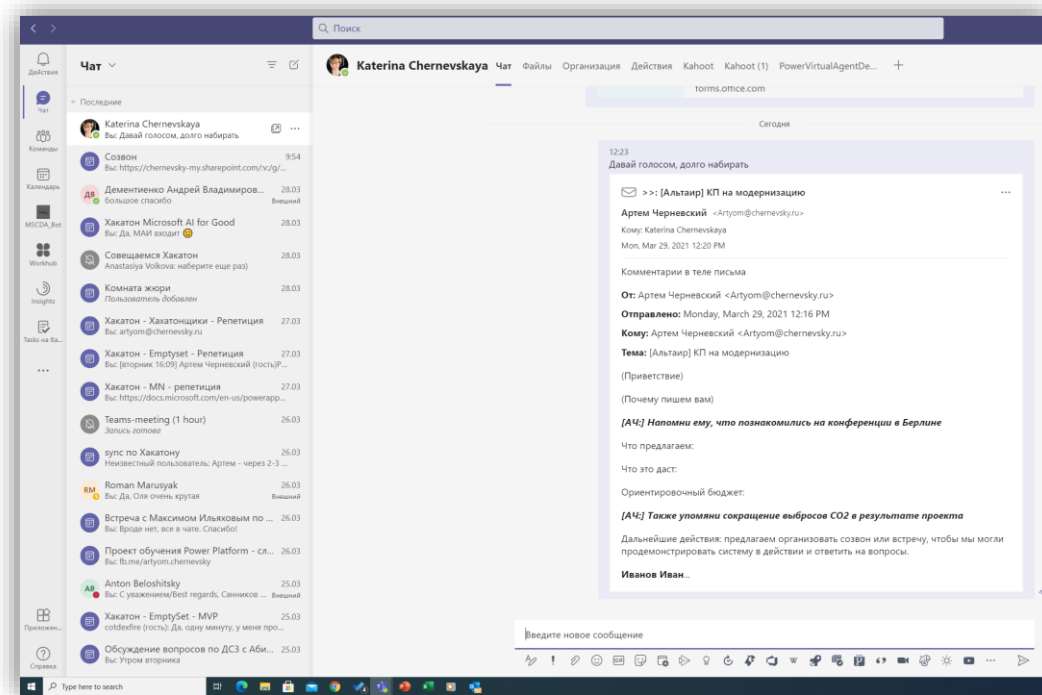 Поиск
Действия
Чат
Команды
Календарь
MSCDA_Bot
Workhub
Insights
Tasks на ба...
Приложен...
Справка
Чат
Последние
Katerina Chernevskaya
Вы: Давай голосом, долго набирать
Созвон 9:54
Вы: https://chernevsky-my.sharepoint.com/:v:/g/...
ДВ
Дементиенко Андрей Владимиров... 28.03
большое спасибо Внешний
Хакатон Microsoft AI for Good 28.03
Вы: Да, МАИ входит
Совещаемся Хакатон 28.03
Anastasiya Volkova: наберите еще раз)
Комната жюри 28.03
Пользователь добавлен
Хакатон - Хахатонщики - Репетиция 27.03
Вы: artyom@chernevsky.ru
Хакатон - Emptyset - Репетиция 27.03
Вы: [вторник 16:09] Артем Черневский (гость)Р...
Хакатон - MN - репетиция 27.03
Вы: https://docs.microsoft.com/en-us/powerapp...
Teams-meeting (1 hour) 26.03
Запись готова
sync по Хакатону 26.03
Неизвестный пользователь: Артем - через 2-3 ...
RM
Roman Marusyak 26.03
Вы: Да, Оля очень крутая Внешний
Встреча с Максимом Ильяховым по ... 26.03
Вы: Вроде нет, все в чате. Спасибо!
Проект обучения Power Platform - сл... 26.03
Вы: fb.me/artyom.chernevsky
AB
Anton Beloshitsky 25.03
Вы: С уважением/Best regards, Санников ... Внешний
Хакатон - EmptySet - MVP 25.03
cotdexfire (гость): Да, одну минуту, у меня про...
Обсуждение вопросов по ДС3 с Аби... 25.03
Вы: Утром вторника
Katerina Chernevskaya Чат Файлы Организация Действия Kahoot Kahoot (1) PowerVirtualAgentDe...
forms.office.com
Сегодня
12:23
Давай голосом, долго набирать
>>: [Альтаир] КП на модернизацию
Артем Черневский <Artyom@chernevsky.ru>
Кому: Katerina Chernevskaya
Mon, Mar 29, 2021 12:20 PM
Комментарии в теле письма
От: Артем Черневский <Artyom@chernevsky.ru>
Отправлено: Monday, March 29, 2021 12:16 PM
Кому: Артем Черневский <Artyom@chernevsky.ru>
Тема: [Альтаир] КП на модернизацию
(Приветствие)
(Почему пишем вам)
[АЧ:] Напомни ему, что познакомились на конференции в Берлине
Что предлагаем:
Что это даст:
Ориентировочный бюджет:
[АЧ:] Также упомяни сокращение выбросов CO2 в результате проекта
Дальнейшие действия: предлагаем организовать созвон или встречу, чтобы мы могли
продемонстрировать систему в действии и ответить на вопросы.
Иванов Иван...
Введите новое сообщение
GIF
Type here to search